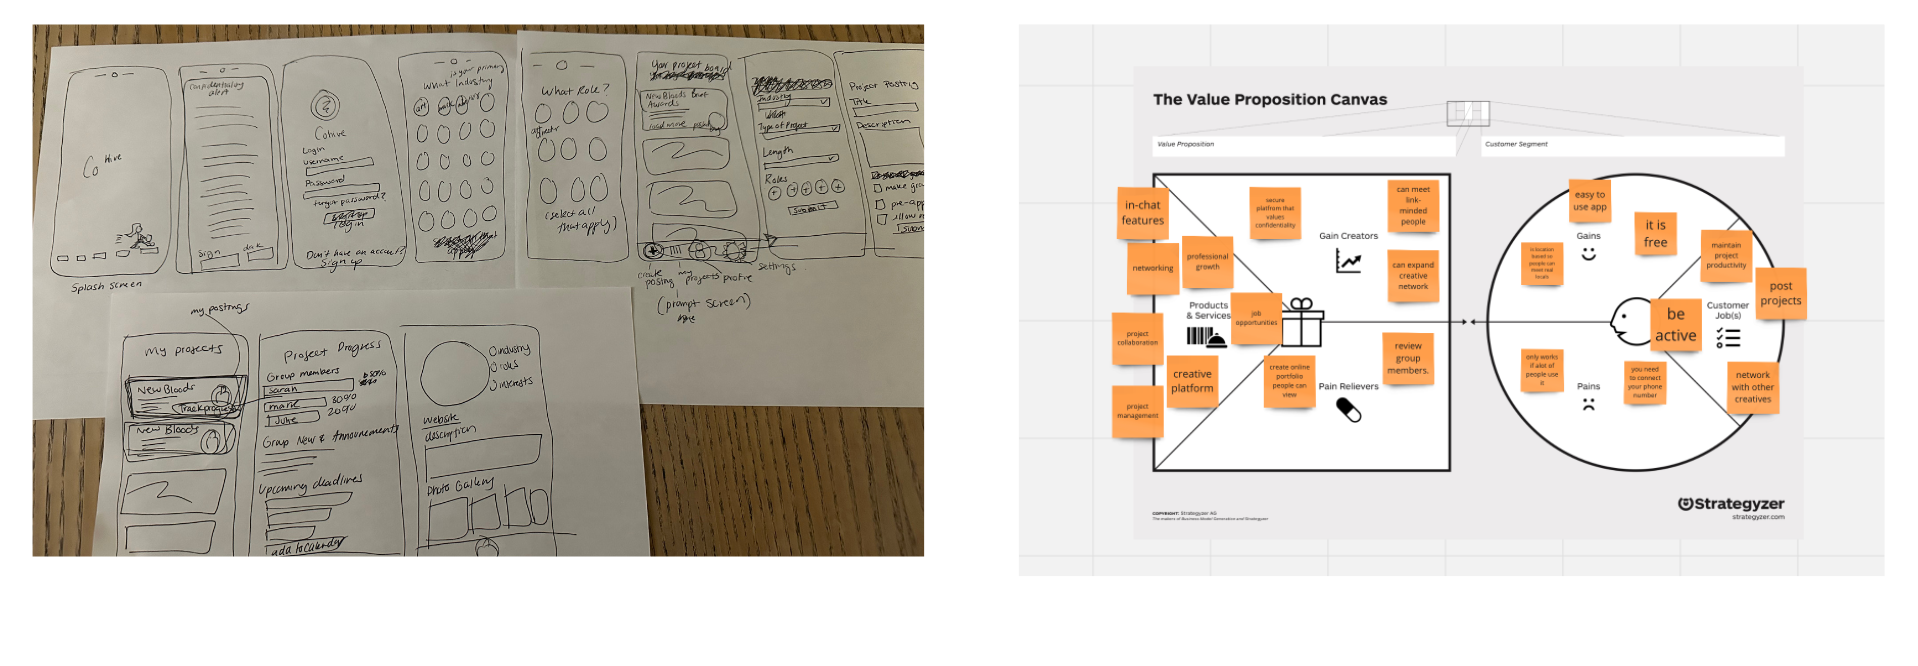 Co
Hive
Splash Screen
Confidentiality
alert
Sign
Cohive
Login
Username
Password
forgot password?
login
Don't have an account?
Sign up
What Industry
is your primary
What Role?
(select all
that apply)
Your project board
New Bloods Brief
Awards
create
posting
my
projects
profile
settings
(prompt screen)
Industry
Type of Project
Length
Roles
submit
Project Posting
Title
Description
my postings
My projects
New Bloods
Track progress
New Bloods
Project Progress
Group members
Sarah
50%
marie
30%
Julie
20%
Group New & Announcements
Upcoming deadlines
add to calendar
industry
roles
interests
website
description
Photo Gallery
The Value Proposition Canvas
Value Proposition
Customer Segment
in-chat
features
networking
professional
growth
Products
& Services
project
collaboration
creative
platform
project
management
job
opportunities
secure
platfrom that
values
confidentiality
can meet
link-
minded
people
Gain Creators
can expand
creative
network
create online
portfolio
people can
view
review
group
members.
Pain Relievers
easy to
use app
Gains
it is
free
is location
based so
people can
meet real
locals
maintain
project
productivity
post
projects
be
active
Customer
Job(s)
only works
if alot of
people use
it
Pains
you need
to connect
your phone
number
network
with other
creatives
COPYRIGHT: Strategyzer AG
The makers of Business Model Generation and Strategyzer
Strategyzer
strategyzer.com